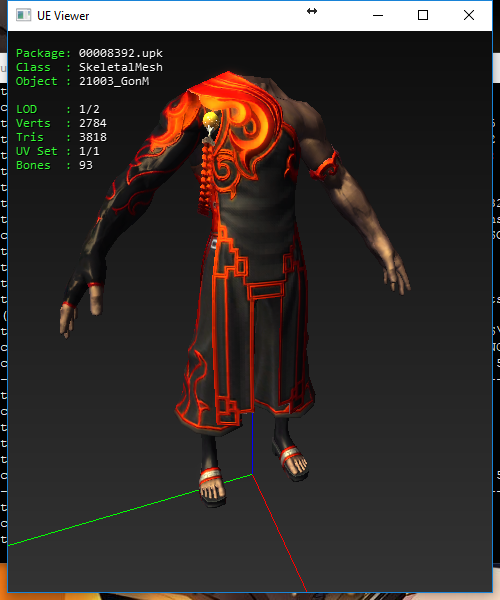 UE Viewer
Package: 00008392.upk
Class : SkeletalMesh
Object : 21003_GonM
LOD : 1/2
Verts : 2784
Tris : 3818
UV Set : 1/1
Bones : 93